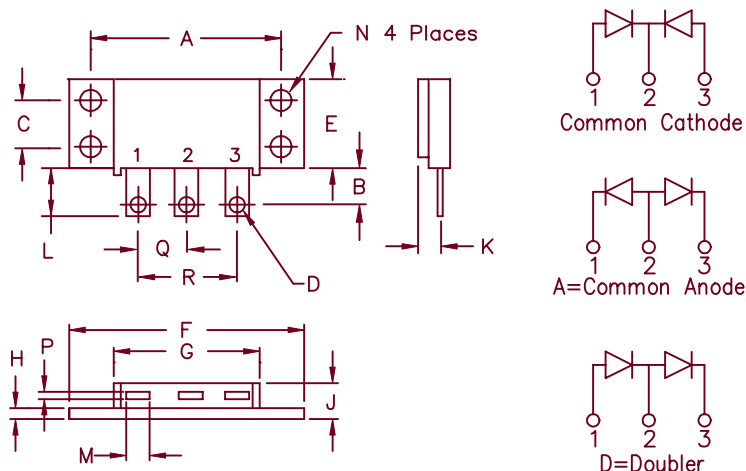 A
N 4 Places
C
E
1 2 3
B
L
Q
R
D
K
F
G
H
P
J
M
1 2 3
Common Cathode
1 2 3
A=Common Anode
1 2 3
D=Doubler